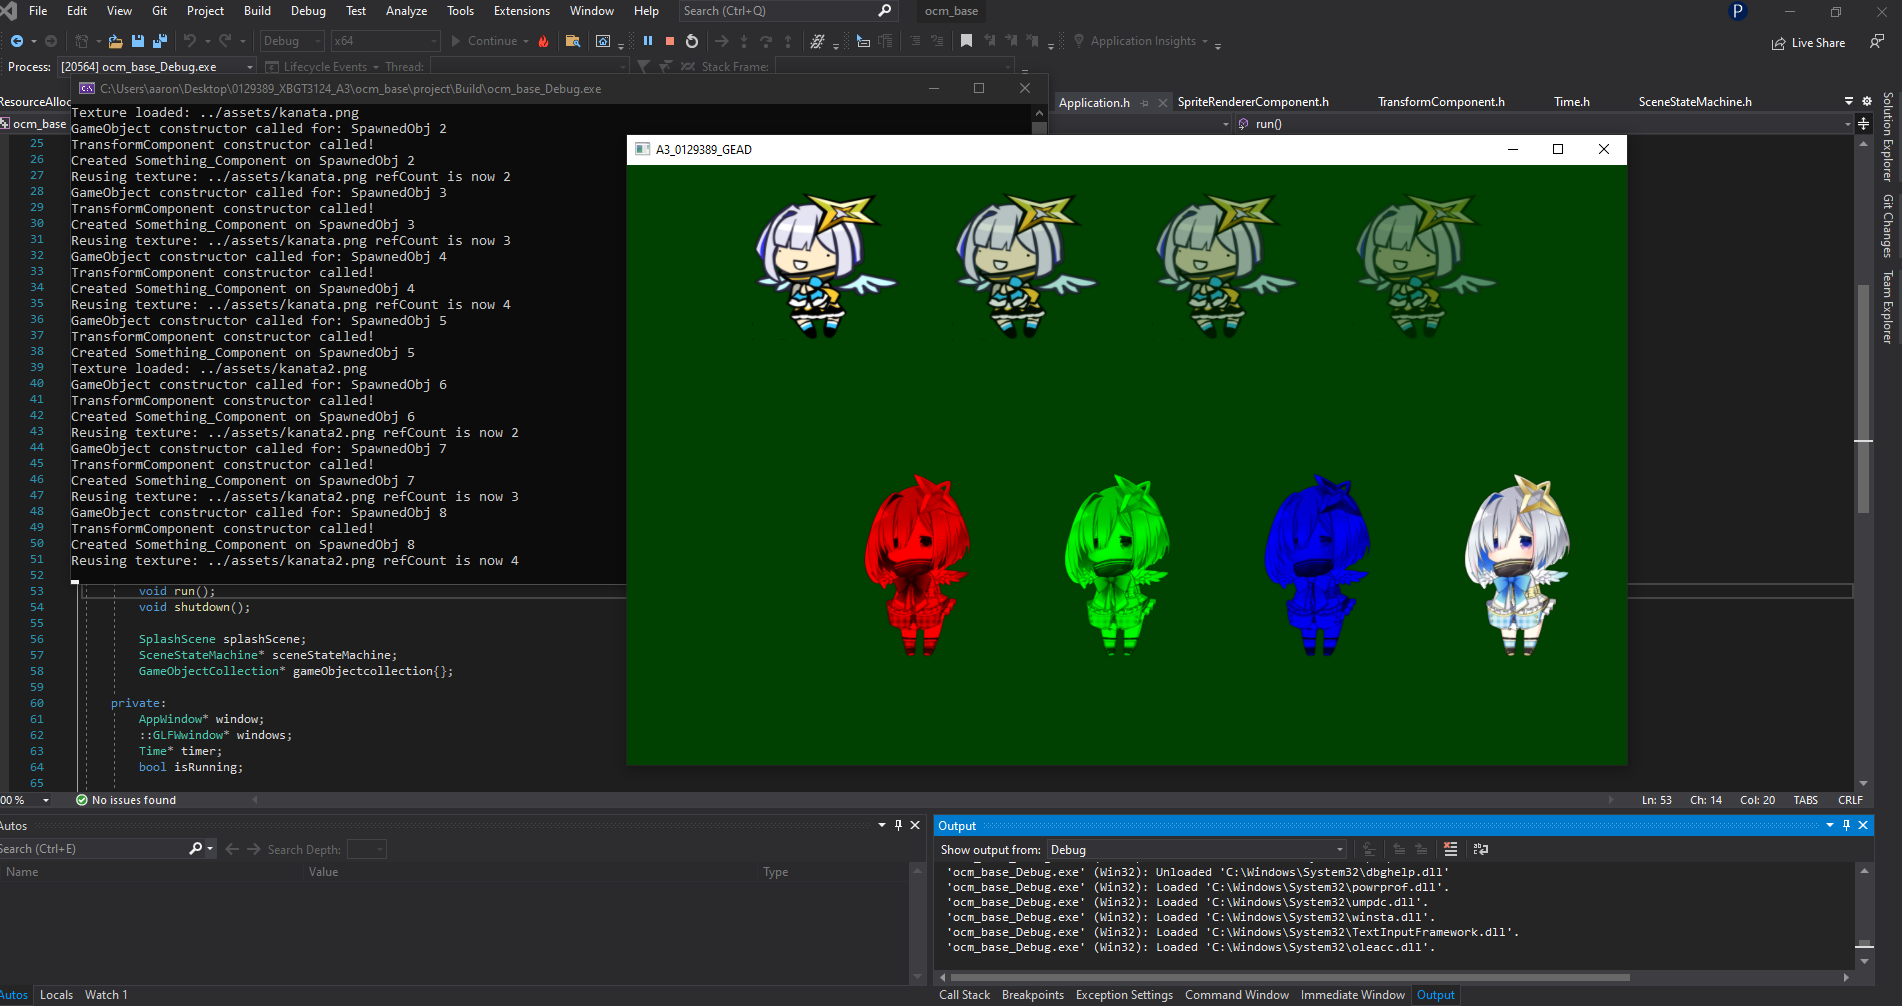 File Edit View Git Project Build Debug Test Analyze Tools Extensions Window Help Search (Ctrl+Q) ocm_base P
Debug x64 Continue Application Insights Live Share
Process: [20564] ocm_base_Debug.exe Lifecycle Events Thread: Stack Frame:
C:\Users\aaron\Desktop\0129389_XBGT3124_A3\ocm_base\project\Build\ocm_base_Debug.exe
ResourceAlloc Application.h SpriteRendererComponent.h TransformComponent.h Time.h SceneStateMachine.h
ocm_base run()
Texture loaded: ../assets/kanata.png
GameObject constructor called for: SpawnedObj 2
25 TransformComponent constructor called!
26 Created Something_Component on SpawnedObj 2
27 Reusing texture: ../assets/kanata.png refCount is now 2
28 GameObject constructor called for: SpawnedObj 3
29 TransformComponent constructor called!
30 Created Something_Component on SpawnedObj 3
31 Reusing texture: ../assets/kanata.png refCount is now 3
32 GameObject constructor called for: SpawnedObj 4
33 TransformComponent constructor called!
34 Created Something_Component on SpawnedObj 4
35 Reusing texture: ../assets/kanata.png refCount is now 4
36 GameObject constructor called for: SpawnedObj 5
37 TransformComponent constructor called!
38 Created Something_Component on SpawnedObj 5
39 Texture loaded: ../assets/kanata2.png
40 GameObject constructor called for: SpawnedObj 6
41 TransformComponent constructor called!
42 Created Something_Component on SpawnedObj 6
43 Reusing texture: ../assets/kanata2.png refCount is now 2
44 GameObject constructor called for: SpawnedObj 7
45 TransformComponent constructor called!
46 Created Something_Component on SpawnedObj 7
47 Reusing texture: ../assets/kanata2.png refCount is now 3
48 GameObject constructor called for: SpawnedObj 8
49 TransformComponent constructor called!
50 Created Something_Component on SpawnedObj 8
51 Reusing texture: ../assets/kanata2.png refCount is now 4
52
53 void run();
54 void shutdown();
55
56 SplashScene splashScene;
57 SceneStateMachine* sceneStateMachine;
58 GameObjectCollection* gameObjectcollection{};
59
60 private:
61 AppWindow* window;
62 ::GLFWwindow* windows;
63 Time* timer;
64 bool isRunning;
65
A3_0129389_GEAD
Solution Explorer
Git Changes
Team Explorer
00 % No issues found Ln: 53 Ch: 14 Col: 20 TABS CRLF
Autos
Search (Ctrl+E) Search Depth:
Name Value Type
Autos Locals Watch 1
Output
Show output from: Debug
'ocm_base_Debug.exe' (Win32): Unloaded 'C:\Windows\System32\dbghelp.dll'
'ocm_base_Debug.exe' (Win32): Loaded 'C:\Windows\System32\powrprof.dll'.
'ocm_base_Debug.exe' (Win32): Loaded 'C:\Windows\System32\umpdc.dll'.
'ocm_base_Debug.exe' (Win32): Loaded 'C:\Windows\System32\winsta.dll'.
'ocm_base_Debug.exe' (Win32): Loaded 'C:\Windows\System32\TextInputFramework.dll'.
'ocm_base_Debug.exe' (Win32): Loaded 'C:\Windows\System32\oleacc.dll'.
Call Stack Breakpoints Exception Settings Command Window Immediate Window Output